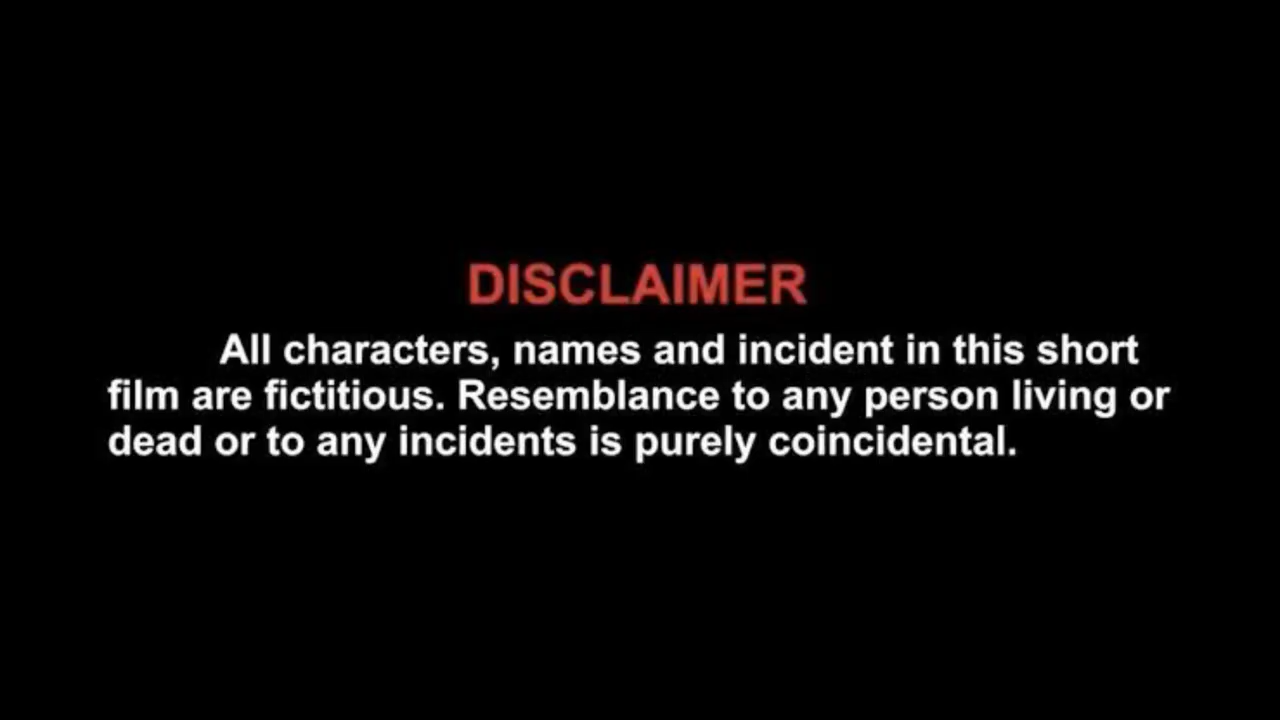 DISCLAIMER
All characters, names and incident in this short
film are fictitious. Resemblance to any person living or
dead or to any incidents is purely coincidental.